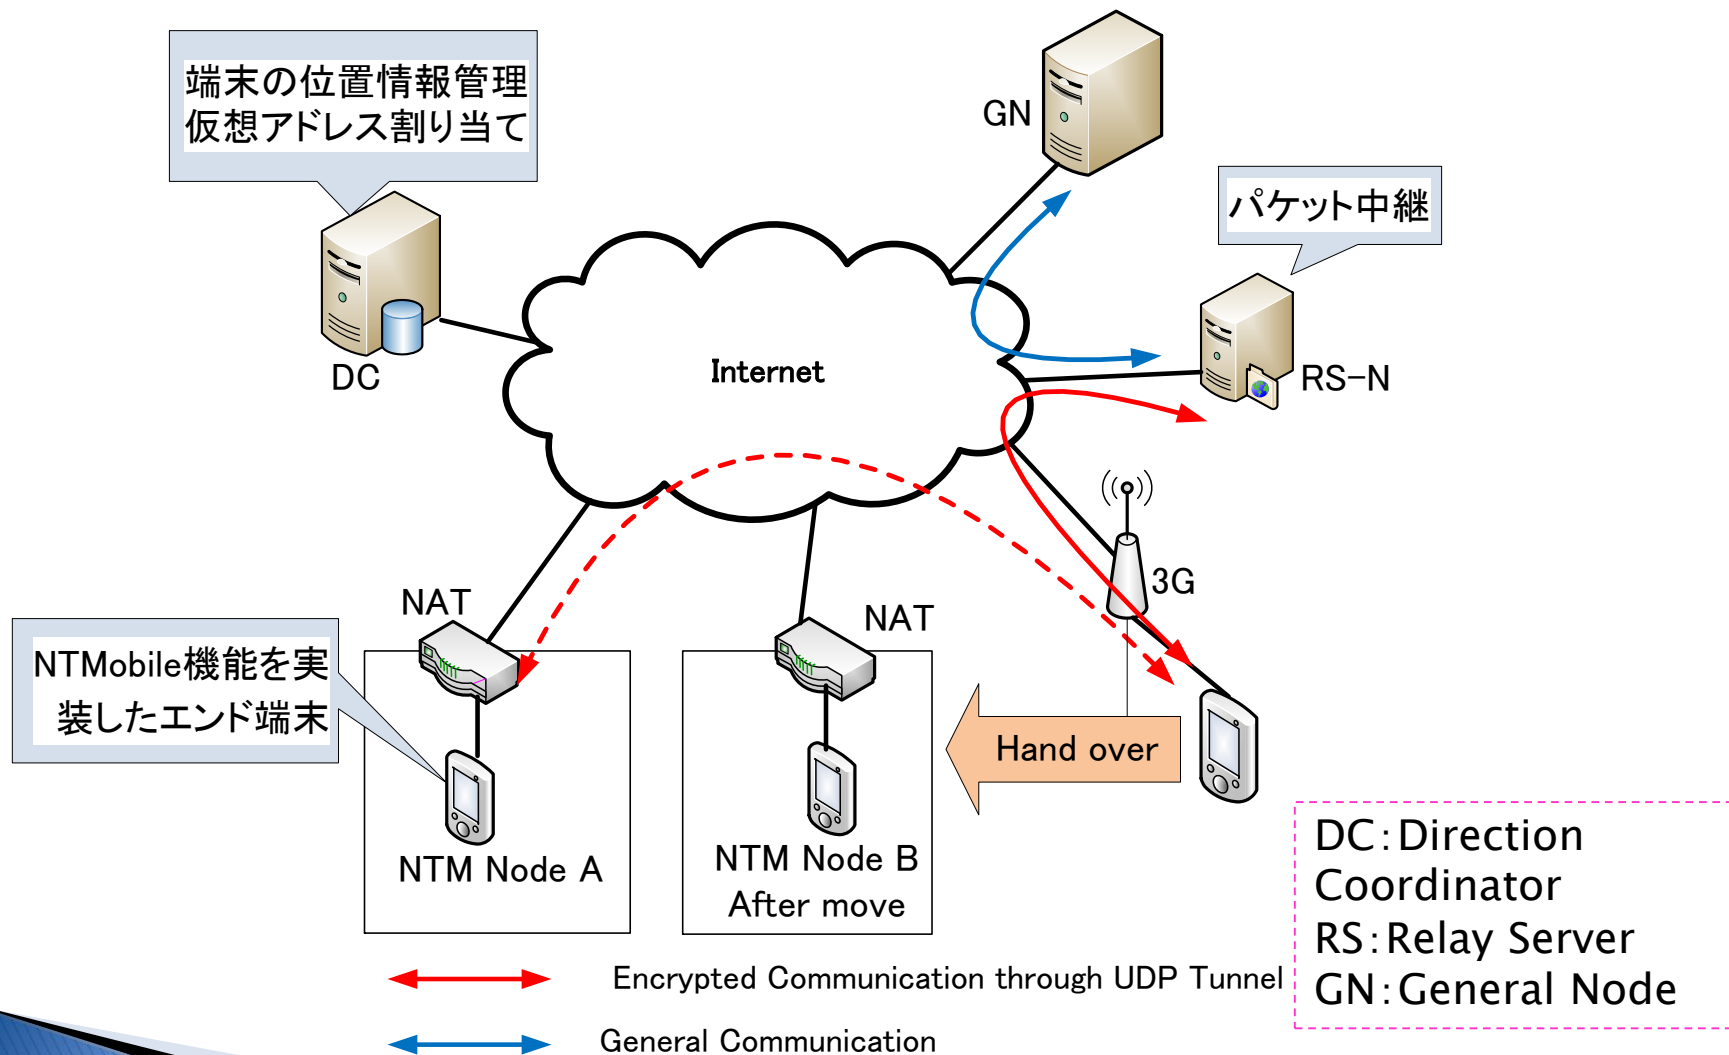 端末の位置情報管理
仮想アドレス割り当て
GN
パケット中継
DC
Internet
RS-N
3G
NAT
NAT
NTMobile機能を実
装したエンド端末
Hand over
NTM Node A
NTM Node B
After move
DC:Direction
Coordinator
RS:Relay Server
GN:General Node
Encrypted Communication through UDP Tunnel
General Communication